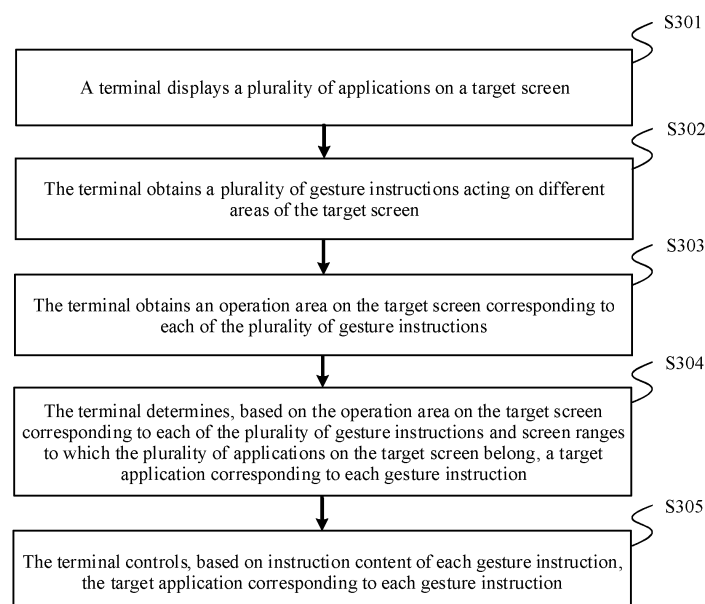 S301
A terminal displays a plurality of applications on a target screen
S302
The terminal obtains a plurality of gesture instructions acting on different
areas of the target screen
S303
The terminal obtains an operation area on the target screen corresponding to
each of the plurality of gesture instructions
S304
The terminal determines, based on the operation area on the target screen
corresponding to each of the plurality of gesture instructions and screen ranges
to which the plurality of applications on the target screen belong, a target
application corresponding to each gesture instruction
S305
The terminal controls, based on instruction content of each gesture instruction,
the target application corresponding to each gesture instruction